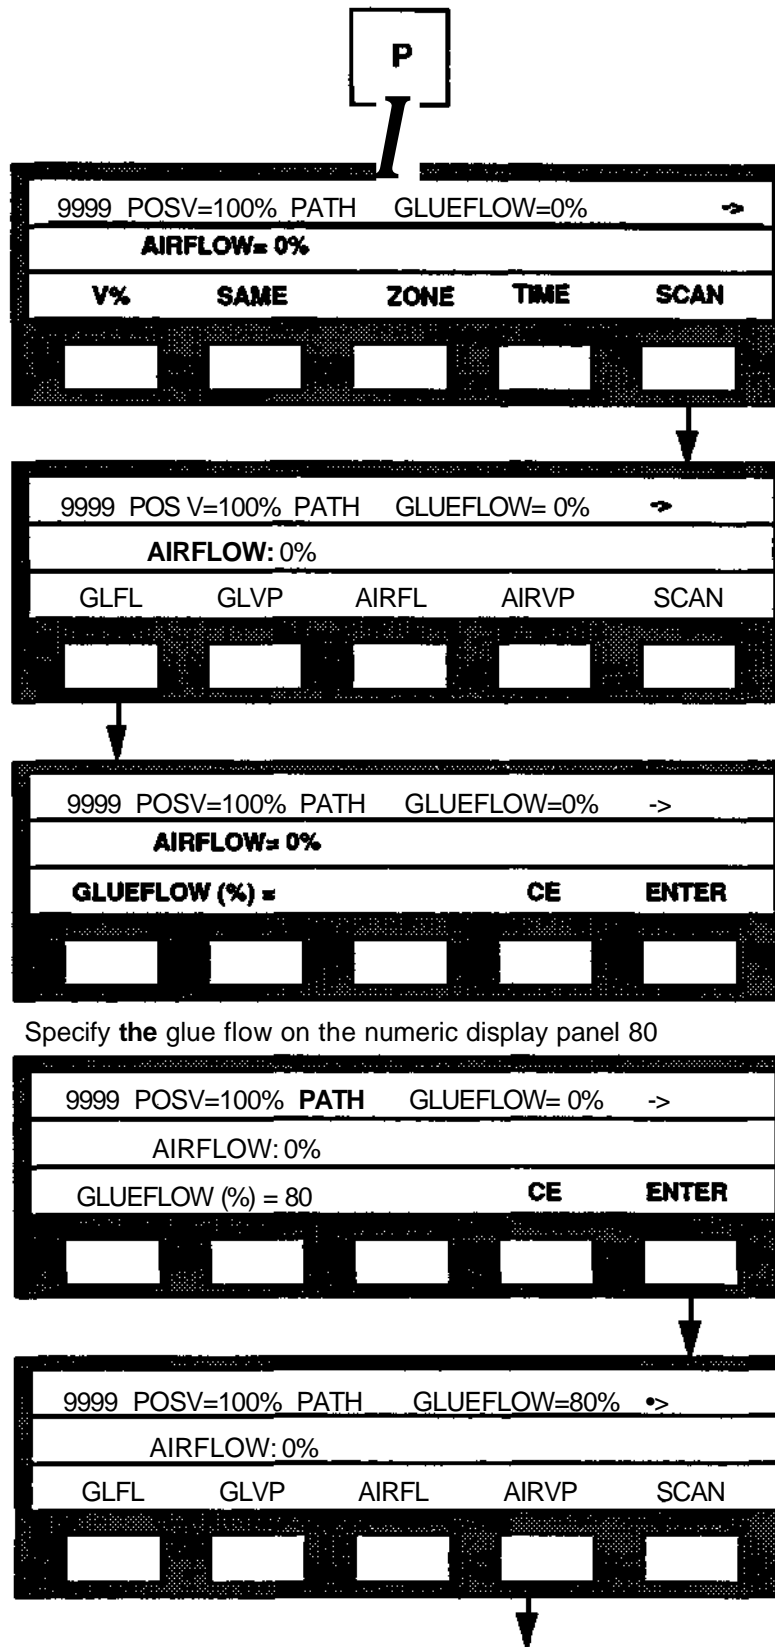 P
I
9999 POSV=100% PATH GLUEFLOW=0% ->
AIRFLOW= 0%
V% SAME ZONE TIME SCAN
9999 POS V=100% PATH GLUEFLOW= 0% ->
AIRFLOW: 0%
GLFL GLVP AIRFL AIRVP SCAN
9999 POSV=100% PATH GLUEFLOW=0% ->
AIRFLOW= 0%
GLUEFLOW (%) = CE ENTER
Specify the glue flow on the numeric display panel 80
9999 POSV=100% PATH GLUEFLOW= 0% ->
AIRFLOW: 0%
GLUEFLOW (%) = 80 CE ENTER
9999 POSV=100% PATH GLUEFLOW=80% •>
AIRFLOW: 0%
GLFL GLVP AIRFL AIRVP SCAN